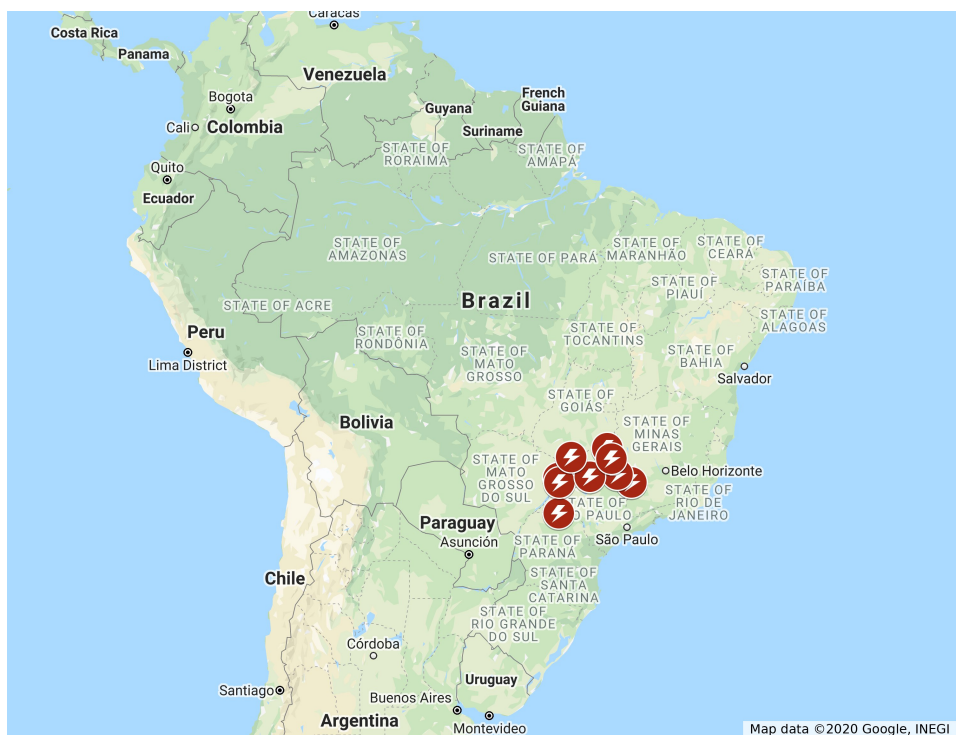 Caracas
Costa Rica
Panama
Venezuela
Bogota
Guyana
French
Guiana
Cali
Colombia
Suriname
STATE OF
RORAIMA
STATE OF
AMAPÁ
Quito
Ecuador
STATE OF
AMAZONAS
STATE OF PARÁ
STATE OF
MARANHÃO
STATE OF
CEARÁ
STATE OF
PIAUÍ
STATE OF
PARAÍBA
STATE OF ACRE
Brazil
STATE OF
ALAGOAS
Peru
STATE OF
RONDÔNIA
STATE OF
TOCANTINS
Lima District
STATE OF
MATO
GROSSO
STATE OF
BAHIA
Salvador
STATE OF
GOIÁS
Bolivia
STATE OF
MINAS
GERAIS
STATE OF
MATO
GROSSO
DO SUL
Belo Horizonte
STATE OF
RIO DE
JANEIRO
STATE OF
O PAULO
Paraguay
Asunción
São Paulo
STATE OF
PARANÁ
Chile
STATE OF
SANTA
CATARINA
STATE OF
RIO GRANDE
DO SUL
Córdoba
Uruguay
Santiago
Buenos Aires
Argentina
Montevideo
Map data ©2020 Google, INEGI